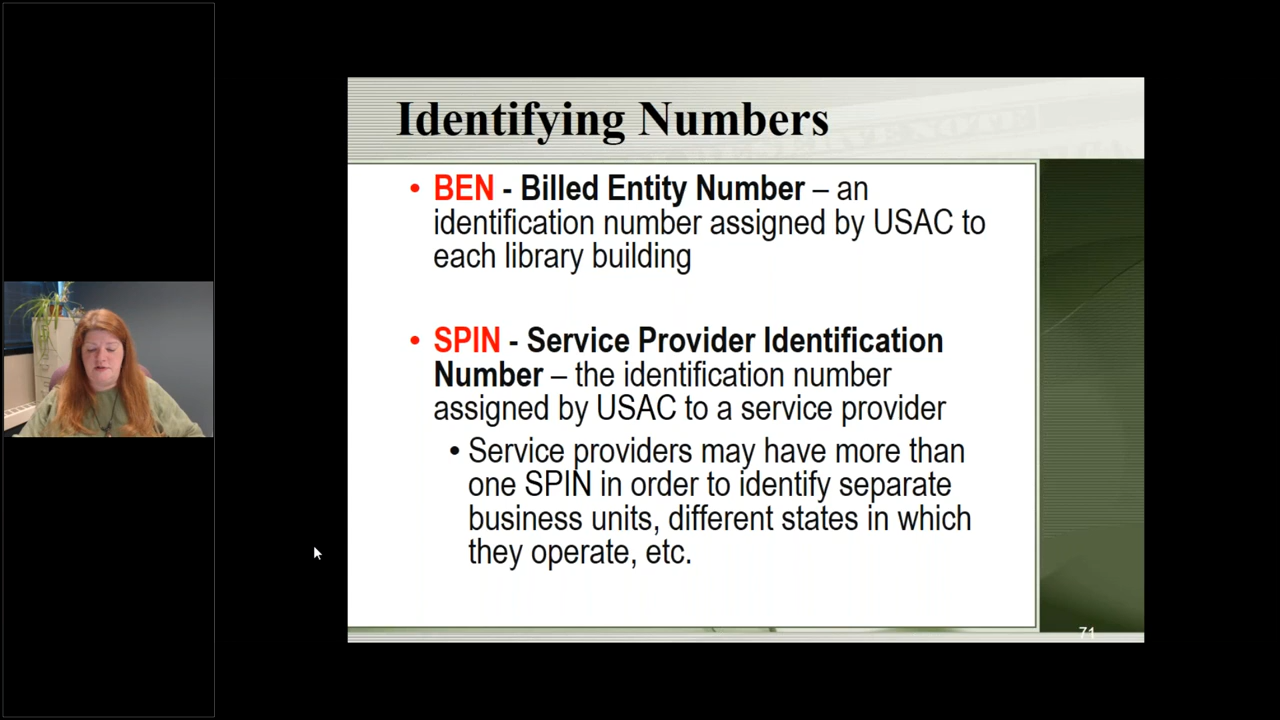 Identifying Numbers
• BEN - Billed Entity Number – an
identification number assigned by USAC to
each library building
• SPIN - Service Provider Identification
Number – the identification number
assigned by USAC to a service provider
• Service providers may have more than
one SPIN in order to identify separate
business units, different states in which
they operate, etc.
71